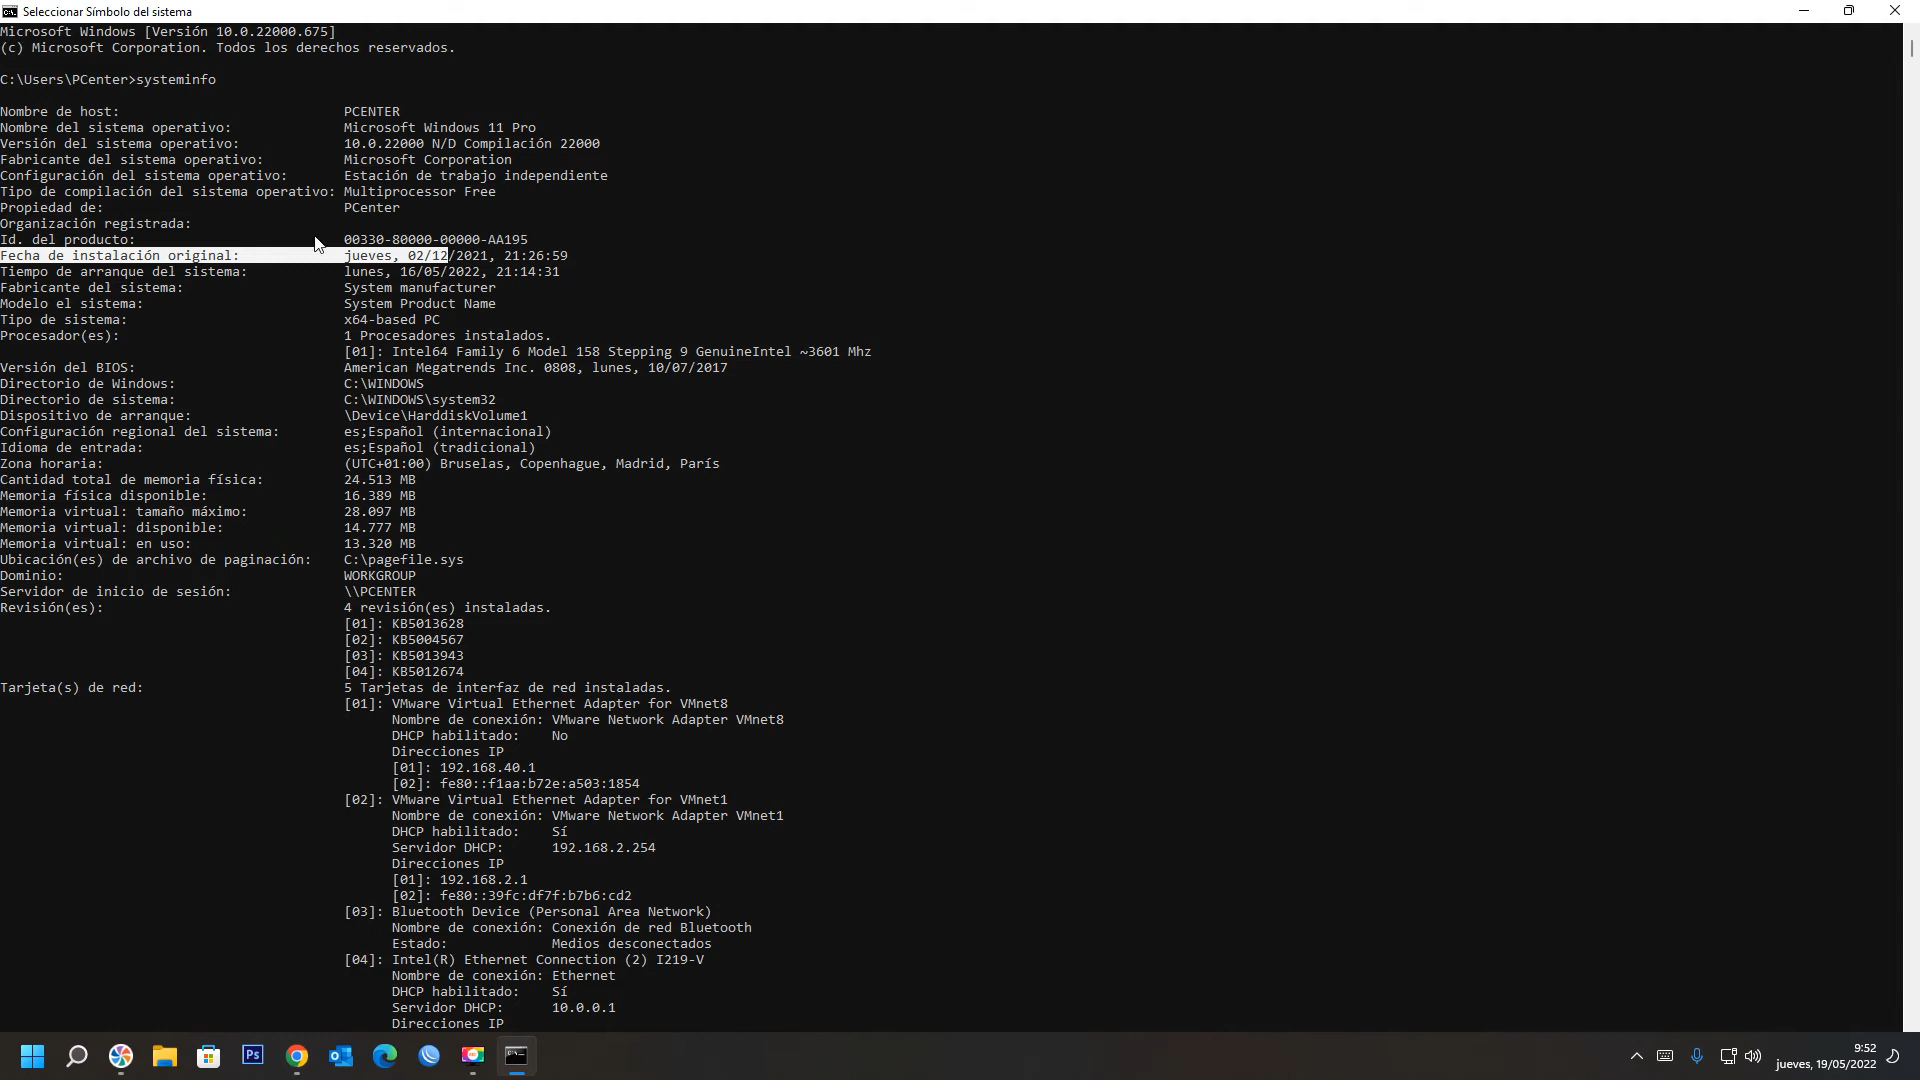 Seleccionar Símbolo del sistema
Microsoft Windows [Versión 10.0.22000.675]
(c) Microsoft Corporation. Todos los derechos reservados.
C:\Users\PCenter>systeminfo
Nombre de host: PCENTER
Nombre del sistema operativo: Microsoft Windows 11 Pro
Versión del sistema operativo: 10.0.22000 N/D Compilación 22000
Fabricante del sistema operativo: Microsoft Corporation
Configuración del sistema operativo: Estación de trabajo independiente
Tipo de compilación del sistema operativo: Multiprocessor Free
Propiedad de: PCenter
Organización registrada:
Id. del producto: 00330-80000-00000-AA195
Fecha de instalación original: jueves, 02/12/2021, 21:26:59
Tiempo de arranque del sistema: lunes, 16/05/2022, 21:14:31
Fabricante del sistema: System manufacturer
Modelo el sistema: System Product Name
Tipo de sistema: x64-based PC
Procesador(es): 1 Procesadores instalados.
[01]: Intel64 Family 6 Model 158 Stepping 9 GenuineIntel ~3601 Mhz
Versión del BIOS: American Megatrends Inc. 0808, lunes, 10/07/2017
Directorio de Windows: C:\WINDOWS
Directorio de sistema: C:\WINDOWS\system32
Dispositivo de arranque: \Device\HarddiskVolume1
Configuración regional del sistema: es;Español (internacional)
Idioma de entrada: es;Español (tradicional)
Zona horaria: (UTC+01:00) Bruselas, Copenhague, Madrid, París
Cantidad total de memoria física: 24.513 MB
Memoria física disponible: 16.389 MB
Memoria virtual: tamaño máximo: 28.097 MB
Memoria virtual: disponible: 14.777 MB
Memoria virtual: en uso: 13.320 MB
Ubicación(es) de archivo de paginación: C:\pagefile.sys
Dominio: WORKGROUP
Servidor de inicio de sesión: \\PCENTER
Revisión(es): 4 revisión(es) instaladas.
[01]: KB5013628
[02]: KB5004567
[03]: KB5013943
[04]: KB5012674
Tarjeta(s) de red: 5 Tarjetas de interfaz de red instaladas.
[01]: VMware Virtual Ethernet Adapter for VMnet8
Nombre de conexión: VMware Network Adapter VMnet8
DHCP habilitado: No
Direcciones IP
[01]: 192.168.40.1
[02]: fe80::f1aa:b72e:a503:1854
[02]: VMware Virtual Ethernet Adapter for VMnet1
Nombre de conexión: VMware Network Adapter VMnet1
DHCP habilitado: Sí
Servidor DHCP: 192.168.2.254
Direcciones IP
[01]: 192.168.2.1
[02]: fe80::39fc:df7f:b7b6:cd2
[03]: Bluetooth Device (Personal Area Network)
Nombre de conexión: Conexión de red Bluetooth
Estado: Medios desconectados
[04]: Intel(R) Ethernet Connection (2) I219-V
Nombre de conexión: Ethernet
DHCP habilitado: Sí
Servidor DHCP: 10.0.0.1
Direcciones IP
Ps
9:52
jueves, 19/05/2022